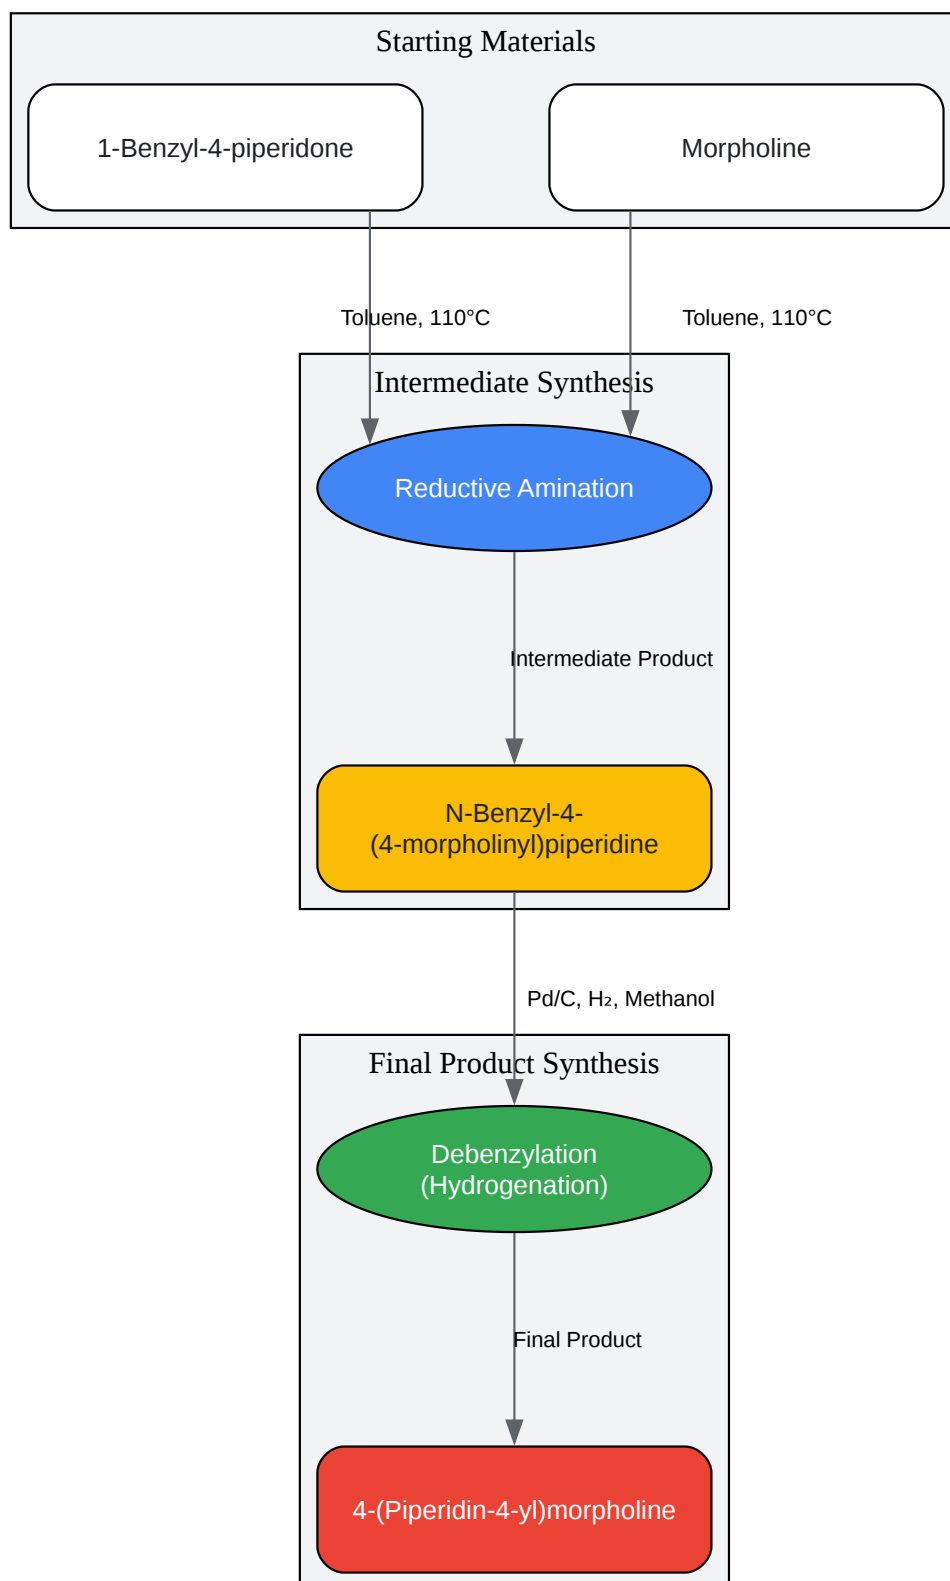 Starting Materials
1-Benzyl-4-piperidone
Morpholine
Toluene, 110°C
Toluene, 110°C
Intermediate Synthesis
Reductive Amination
Intermediate Product
N-Benzyl-4-
(4-morpholinyl)piperidine
Pd/C, H₂, Methanol
Final Product Synthesis
Debenzylation
(Hydrogenation)
Final Product
4-(Piperidin-4-yl)morpholine